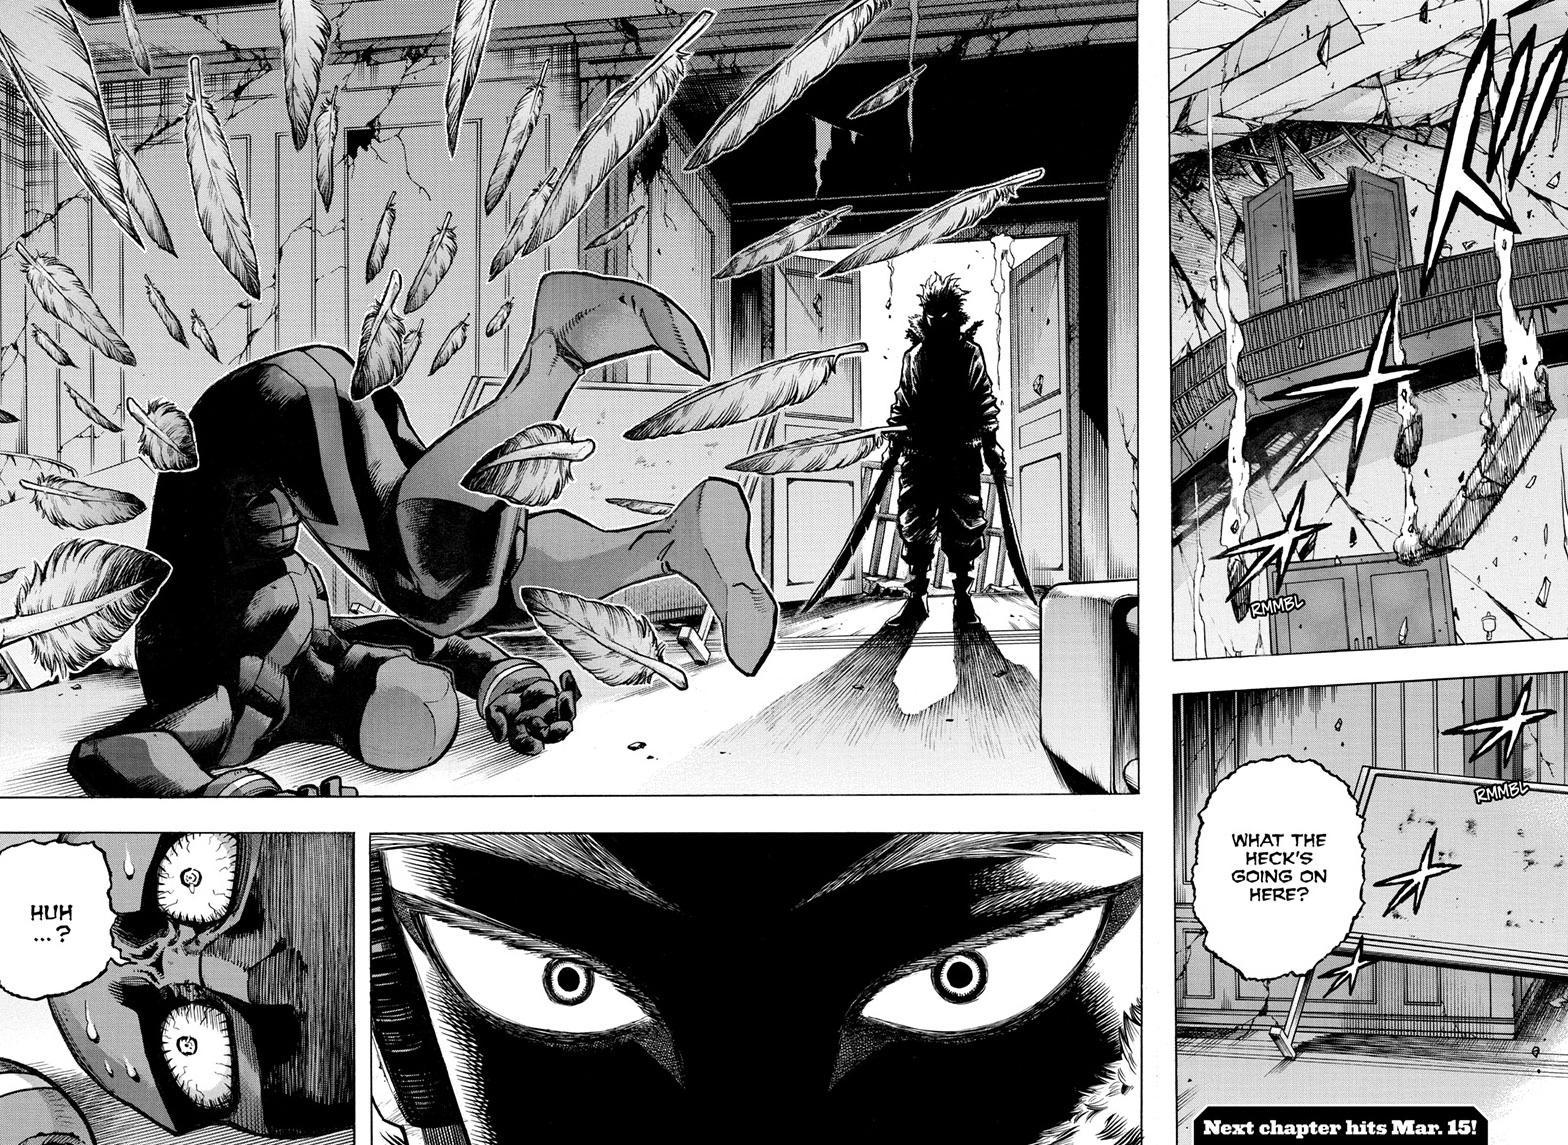 RMMBL
RMMBL
WHAT THE
HECK'S
GOING ON
HERE?
HUH
...?
Next chapter hits Mar. 15!